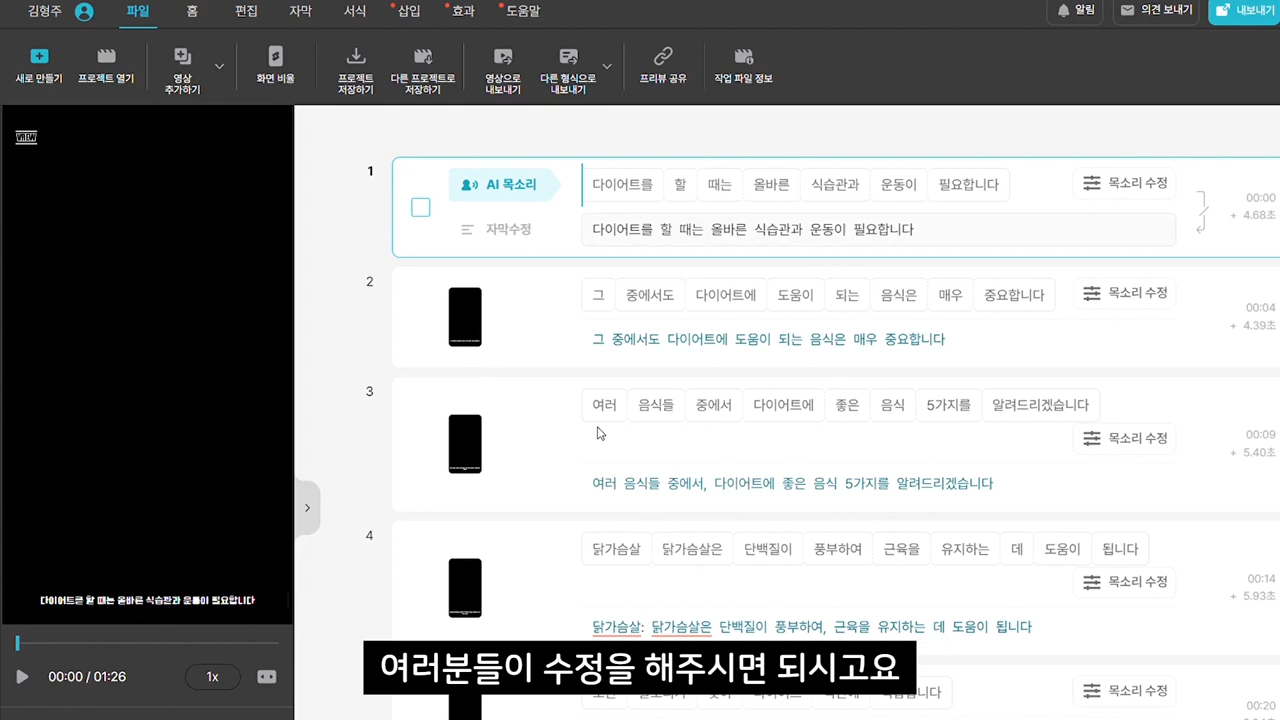 김형주 파일 홈 편집 자막 서식 삽입 효과 도움말 알림 의견 보내기 내보내기
새로 만들기 프로젝트 열기 영상 추가하기 화면 비율 프로젝트 저장하기 다른 프로젝트로 저장하기 영상으로 내보내기 다른 형식으로 내보내기 프리뷰 공유 작업 파일 정보
VREW
1 AI 목소리 다이어트를 할 때는 올바른 식습관과 운동이 필요합니다 목소리 수정
00:00
+ 4.68초
자막수정 다이어트를 할 때는 올바른 식습관과 운동이 필요합니다
2 그 중에서도 다이어트에 도움이 되는 음식은 매우 중요합니다 목소리 수정
00:04
+ 4.39초
그 중에서도 다이어트에 도움이 되는 음식은 매우 중요합니다
3 여러 음식들 중에서 다이어트에 좋은 음식 5가지를 알려드리겠습니다
목소리 수정 00:09
+ 5.40초
여러 음식들 중에서, 다이어트에 좋은 음식 5가지를 알려드리겠습니다
4 닭가슴살 닭가슴살은 단백질이 풍부하여 근육을 유지하는 데 도움이 됩니다
목소리 수정 00:14
+ 5.93초
닭가슴살: 닭가슴살은 단백질이 풍부하여, 근육을 유지하는 데 도움이 됩니다
다이어트를 할 때는 올바른 식습관과 운동이 필요합니다
00:00 / 01:26 1x
여러분들이 수정을 해주시면 되시고요
목소리 수정 00:20